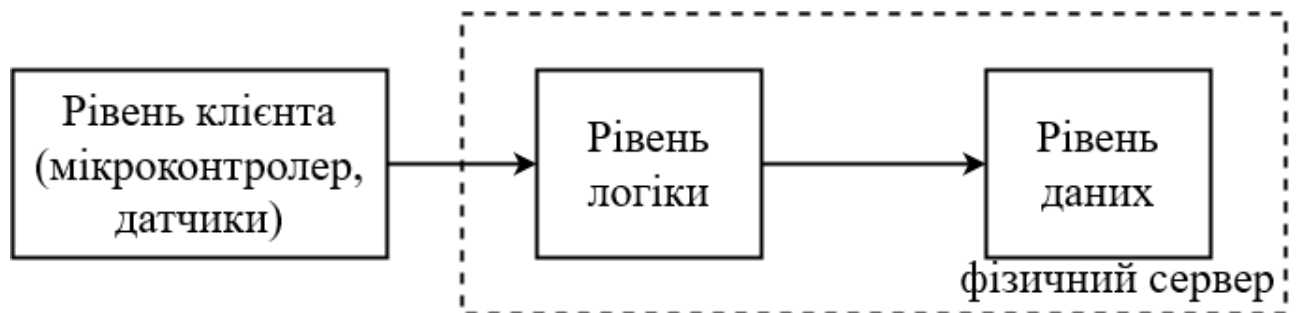 Рівень клієнта
(мікроконтролер,
датчики)
Рівень
логіки
Рівень
даних
фізичний сервер